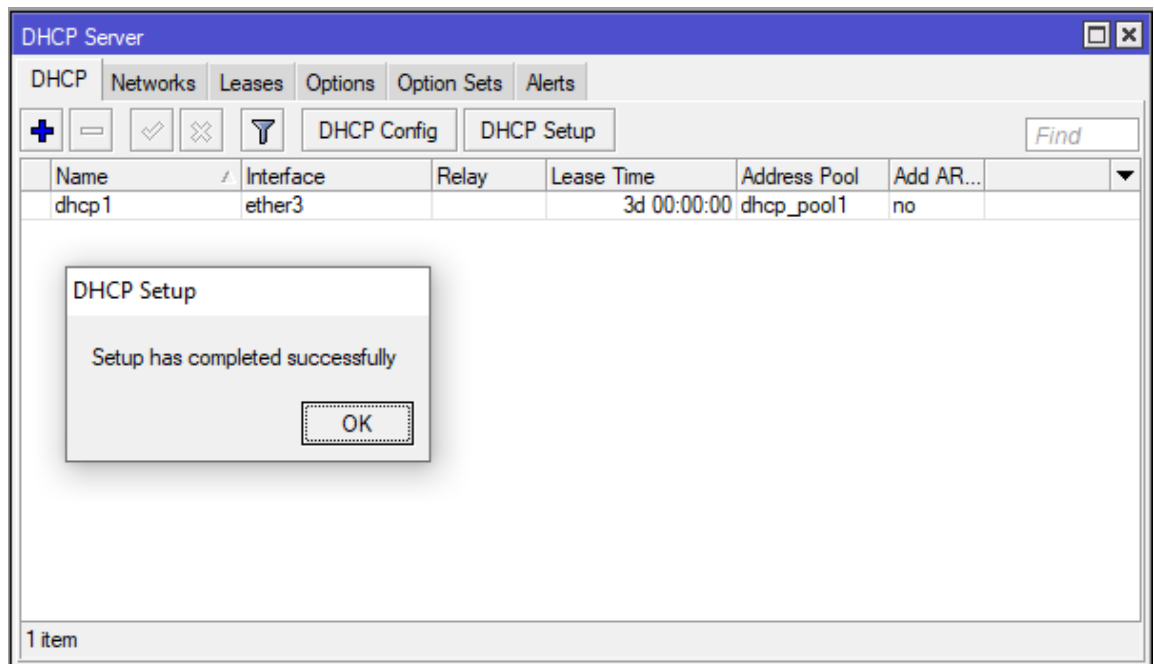 DHCP Server
DHCP Networks Leases Options Option Sets Alerts
DHCP Config DHCP Setup Find
Name Interface Relay Lease Time Address Pool Add AR...
dhcp1 ether3 3d 00:00:00 dhcp_pool1 no
DHCP Setup
Setup has completed successfully
OK
1 item